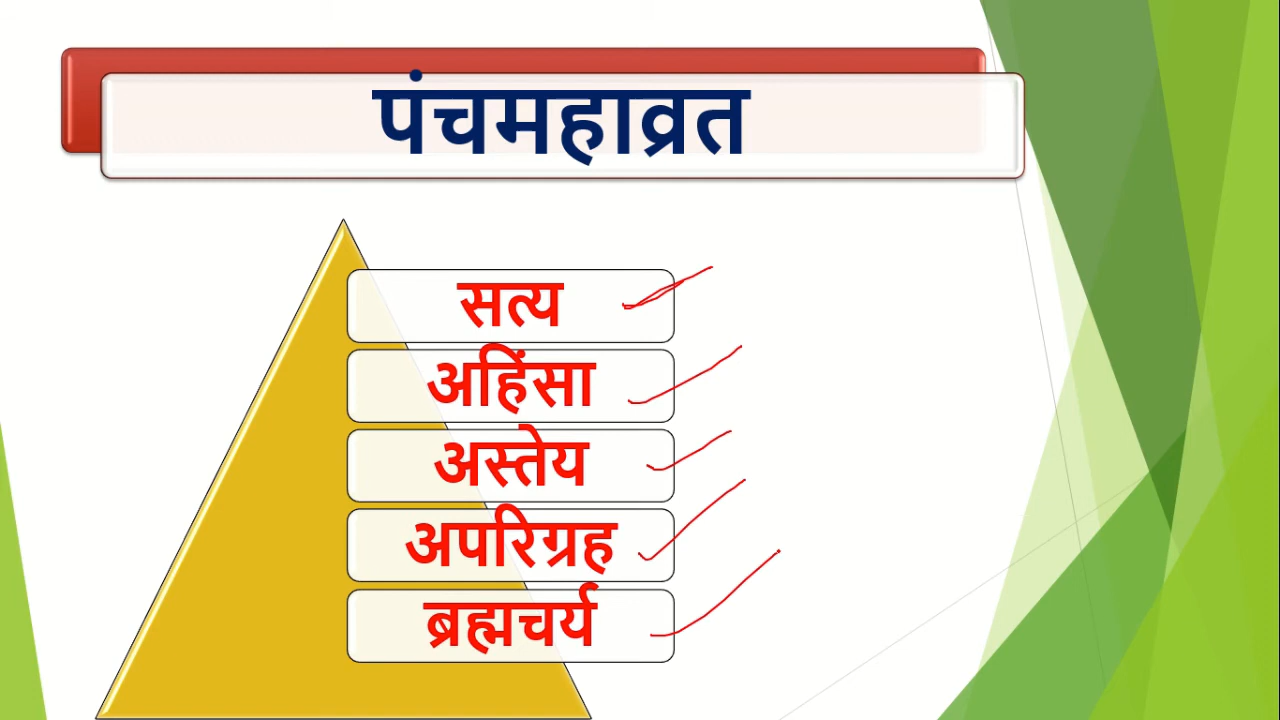 पंचमहाव्रत
सत्य
अहिंसा
अस्तेय
अपरिग्रह
ब्रह्मचर्य